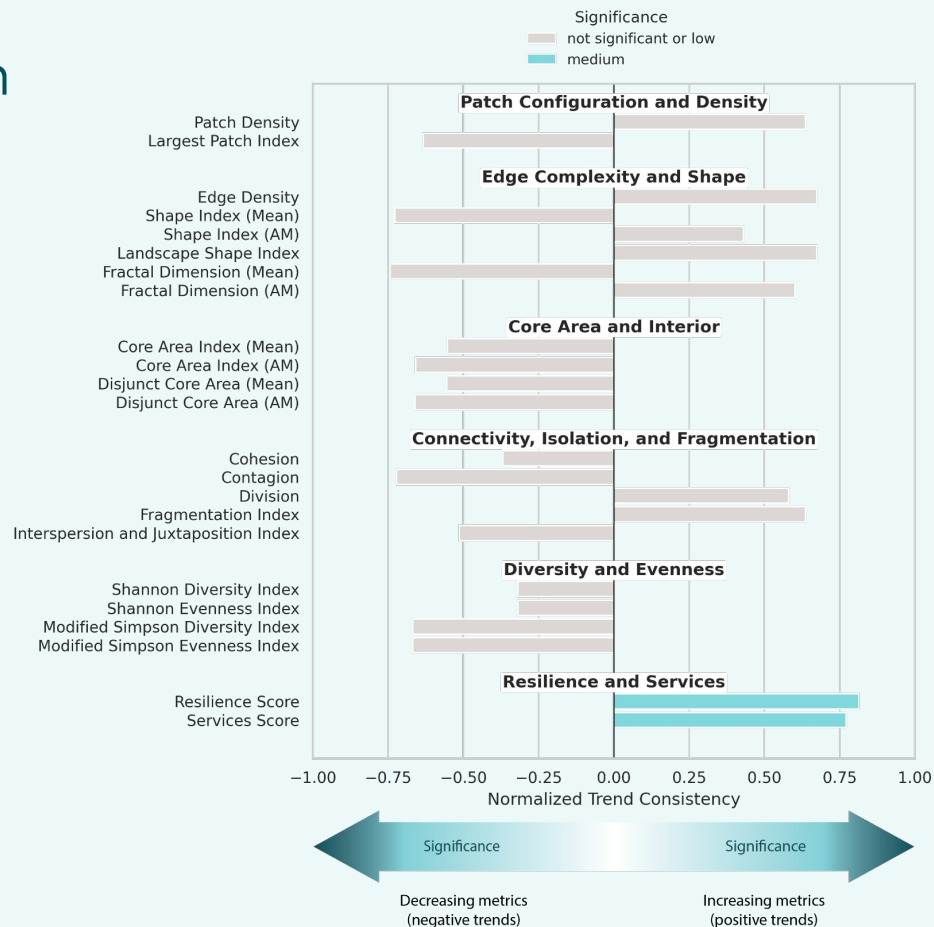 Significance
not significant or low
medium
Patch Configuration and Density
Patch Density
Largest Patch Index
Edge Complexity and Shape
Edge Density
Shape Index (Mean)
Shape Index (AM)
Landscape Shape Index
Fractal Dimension (Mean)
Fractal Dimension (AM)
Core Area and Interior
Core Area Index (Mean)
Core Area Index (AM)
Disjunct Core Area (Mean)
Disjunct Core Area (AM)
Connectivity, Isolation, and Fragmentation
Cohesion
Contagion
Division
Fragmentation Index
Interspersion and Juxtaposition Index
Diversity and Evenness
Shannon Diversity Index
Shannon Evenness Index
Modified Simpson Diversity Index
Modified Simpson Evenness Index
Resilience and Services
Resilience Score
Services Score
−1.00 −0.75 −0.50 −0.25 0.00 0.25 0.50 0.75 1.00
Normalized Trend Consistency
Significance Significance
Decreasing metrics Increasing metrics
(negative trends) (positive trends)